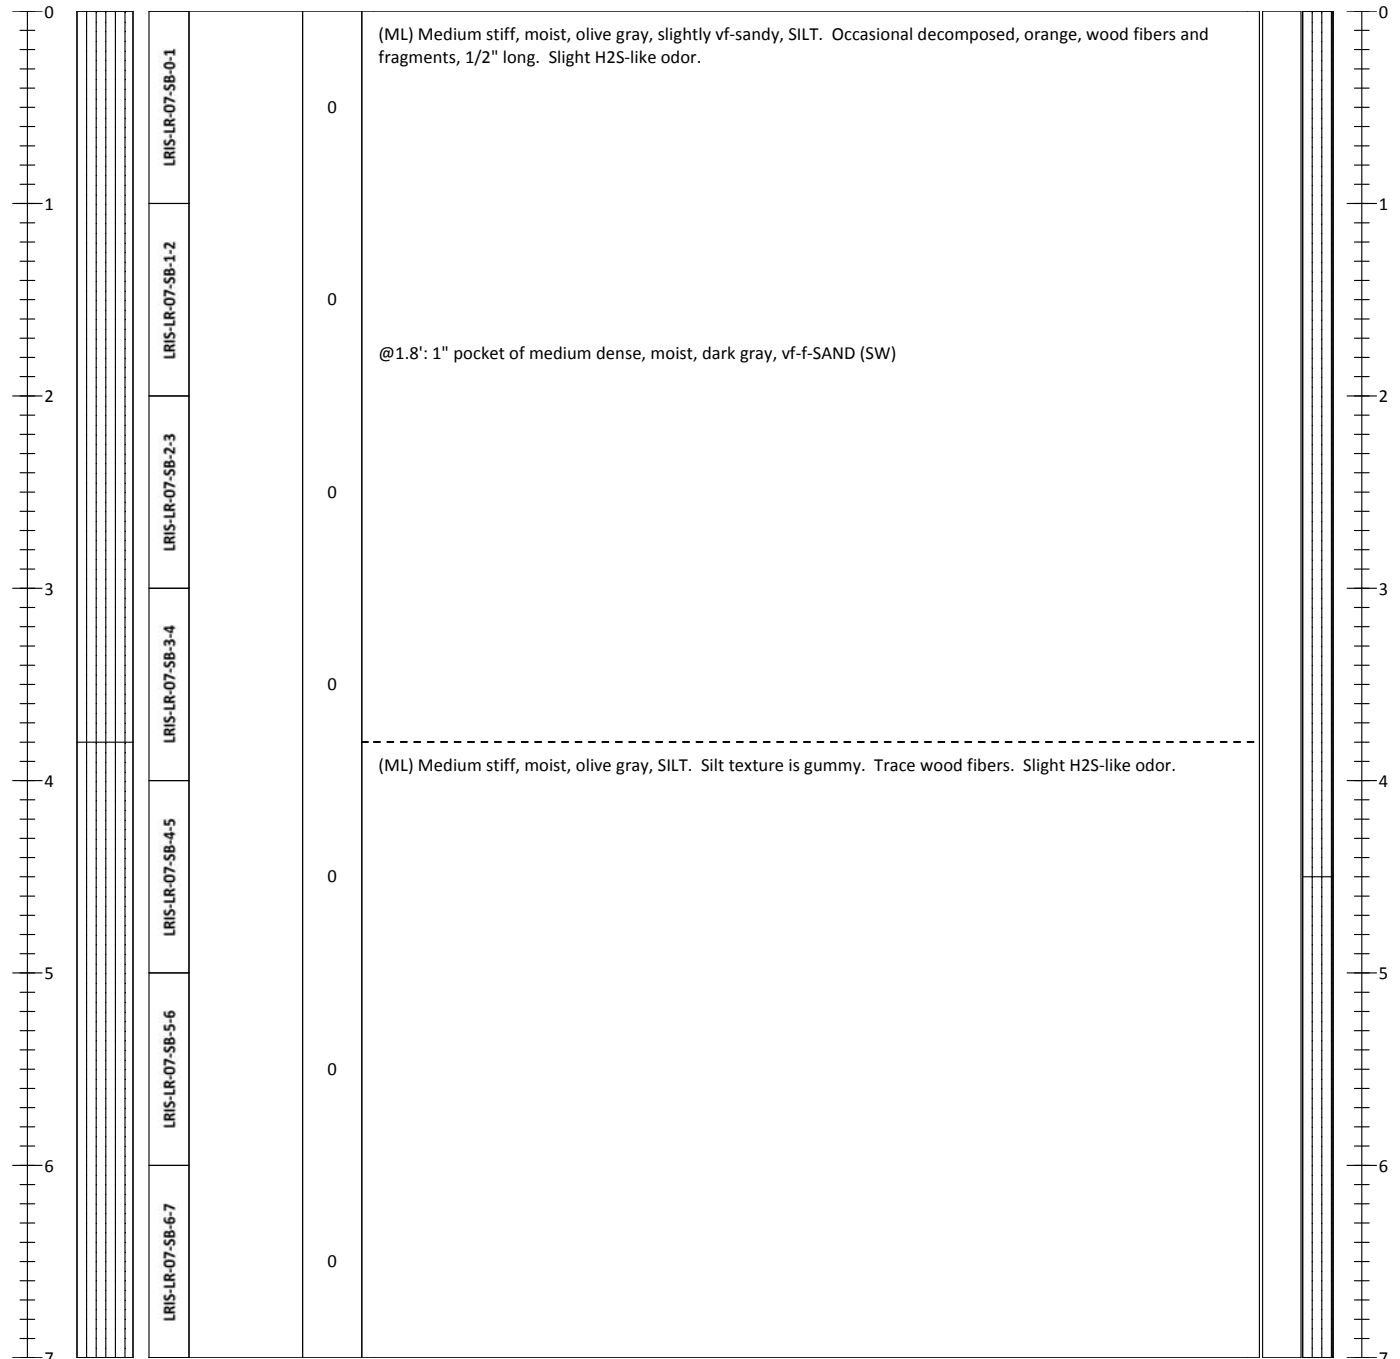 0
0
(ML) Medium stiff, moist, olive gray, slightly vf-sandy, SILT.  Occasional decomposed, orange, wood fibers and
fragments, 1/2" long.  Slight H2S-like odor.
LRIS-LR-07-SB-0-1
0
1
1
LRIS-LR-07-SB-1-2
0
@1.8': 1" pocket of medium dense, moist, dark gray, vf-f-SAND (SW)
2
2
LRIS-LR-07-SB-2-3
0
3
3
LRIS-LR-07-SB-3-4
0
(ML) Medium stiff, moist, olive gray, SILT.  Silt texture is gummy.  Trace wood fibers.  Slight H2S-like odor.
4
4
LRIS-LR-07-SB-4-5
0
5
5
LRIS-LR-07-SB-5-6
0
6
6
LRIS-LR-07-SB-6-7
0
7
7